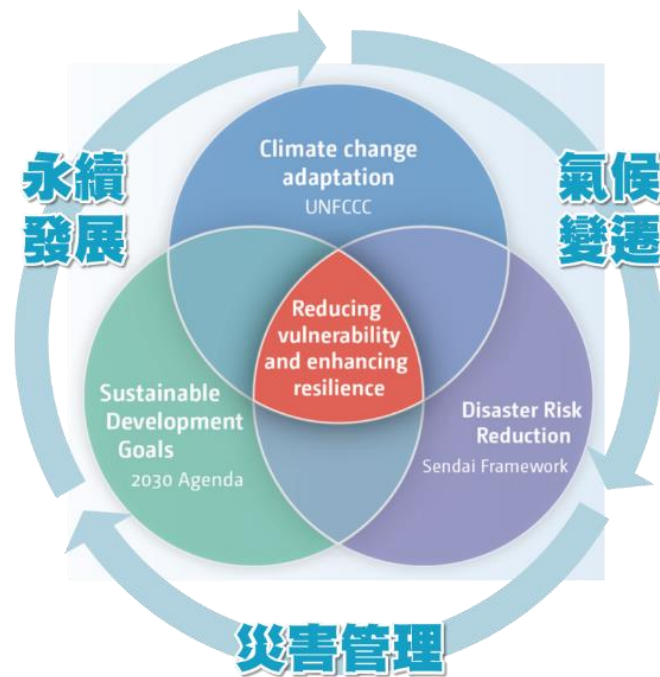 Climate change
adaptation
UNFCCC
永續
發展
氣候
變遷
Reducing
vulnerability
and enhancing
resilience
Sustainable
Development
Goals
2030 Agenda
Disaster Risk
Reduction
Sendai Framework
災害管理